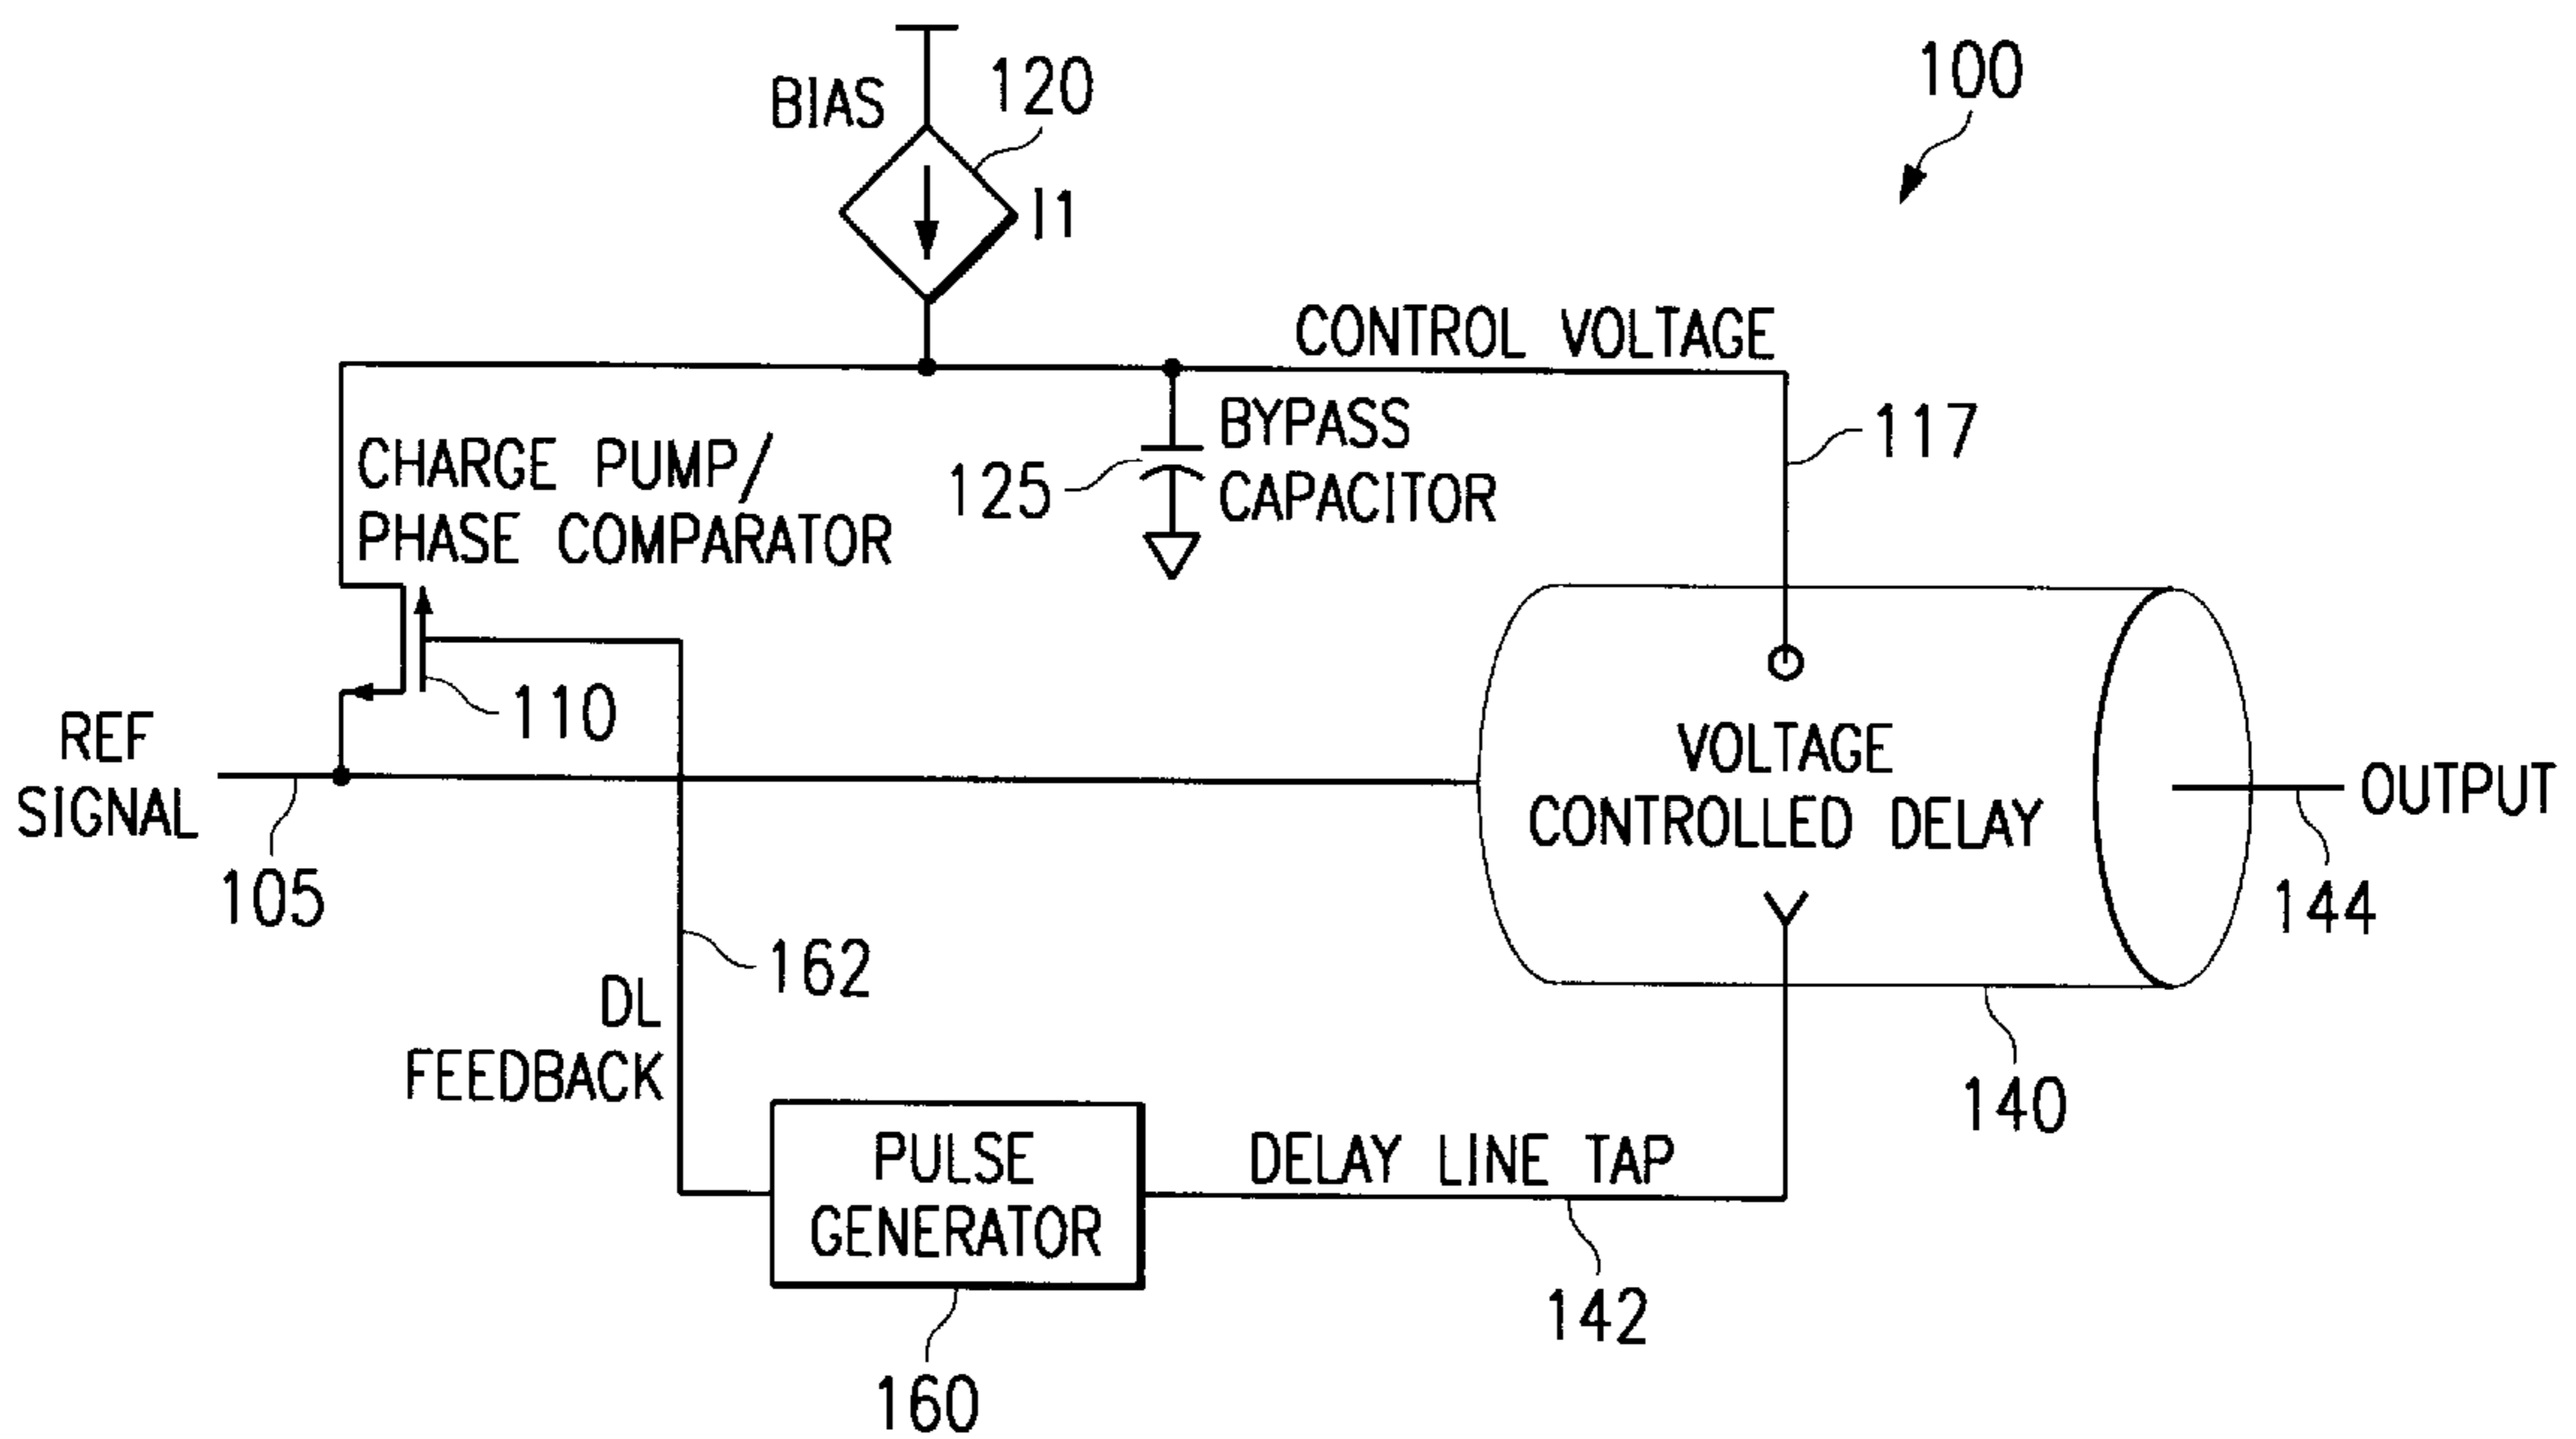 100
BIAS
120
I1
CONTROL VOLTAGE
117
BYPASS
CAPACITOR
125
CHARGE PUMP/
PHASE COMPARATOR
110
REF
SIGNAL
105
VOLTAGE
CONTROLLED DELAY
OUTPUT
144
162
DL
FEEDBACK
140
PULSE
GENERATOR
DELAY LINE TAP
142
160